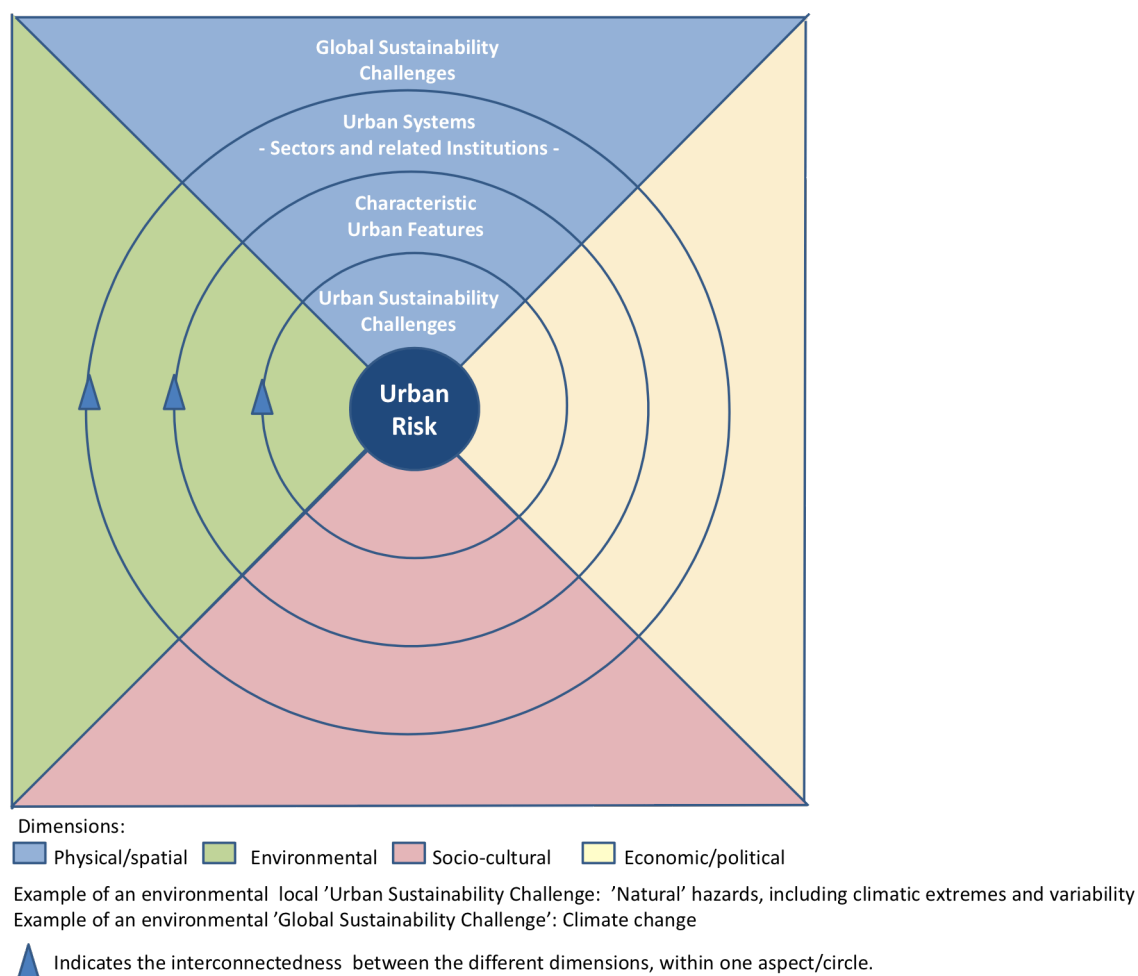 Global Sustainability
Challenges
Urban Systems
- Sectors and related Institutions -
Characteristic
Urban Features
Urban Sustainability
Challenges
Urban
Risk
Dimensions:
Physical/spatial Environmental Socio-cultural Economic/political
Example of an environmental local ’Urban Sustainability Challenge: ’Natural’ hazards, including climatic extremes and variability
Example of an environmental ’Global Sustainability Challenge’: Climate change
Indicates the interconnectedness between the different dimensions, within one aspect/circle.